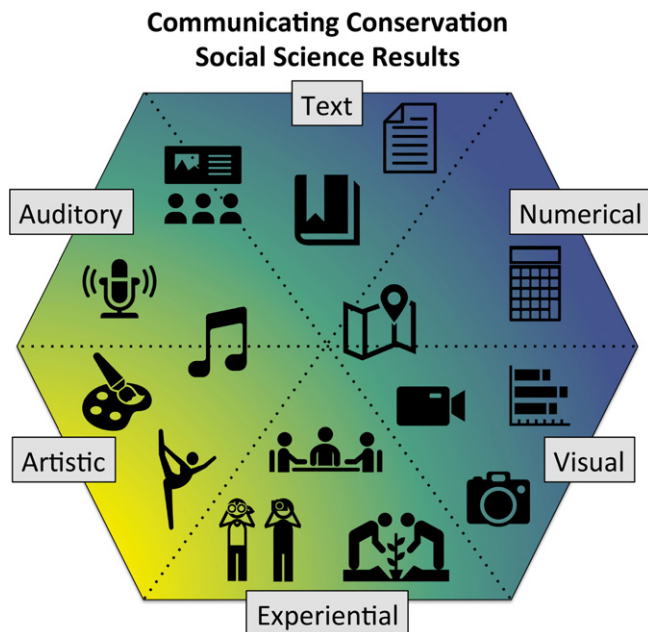 Communicating Conservation
Social Science Results
Text
Auditory
Numerical
Artistic
Visual
Experiential